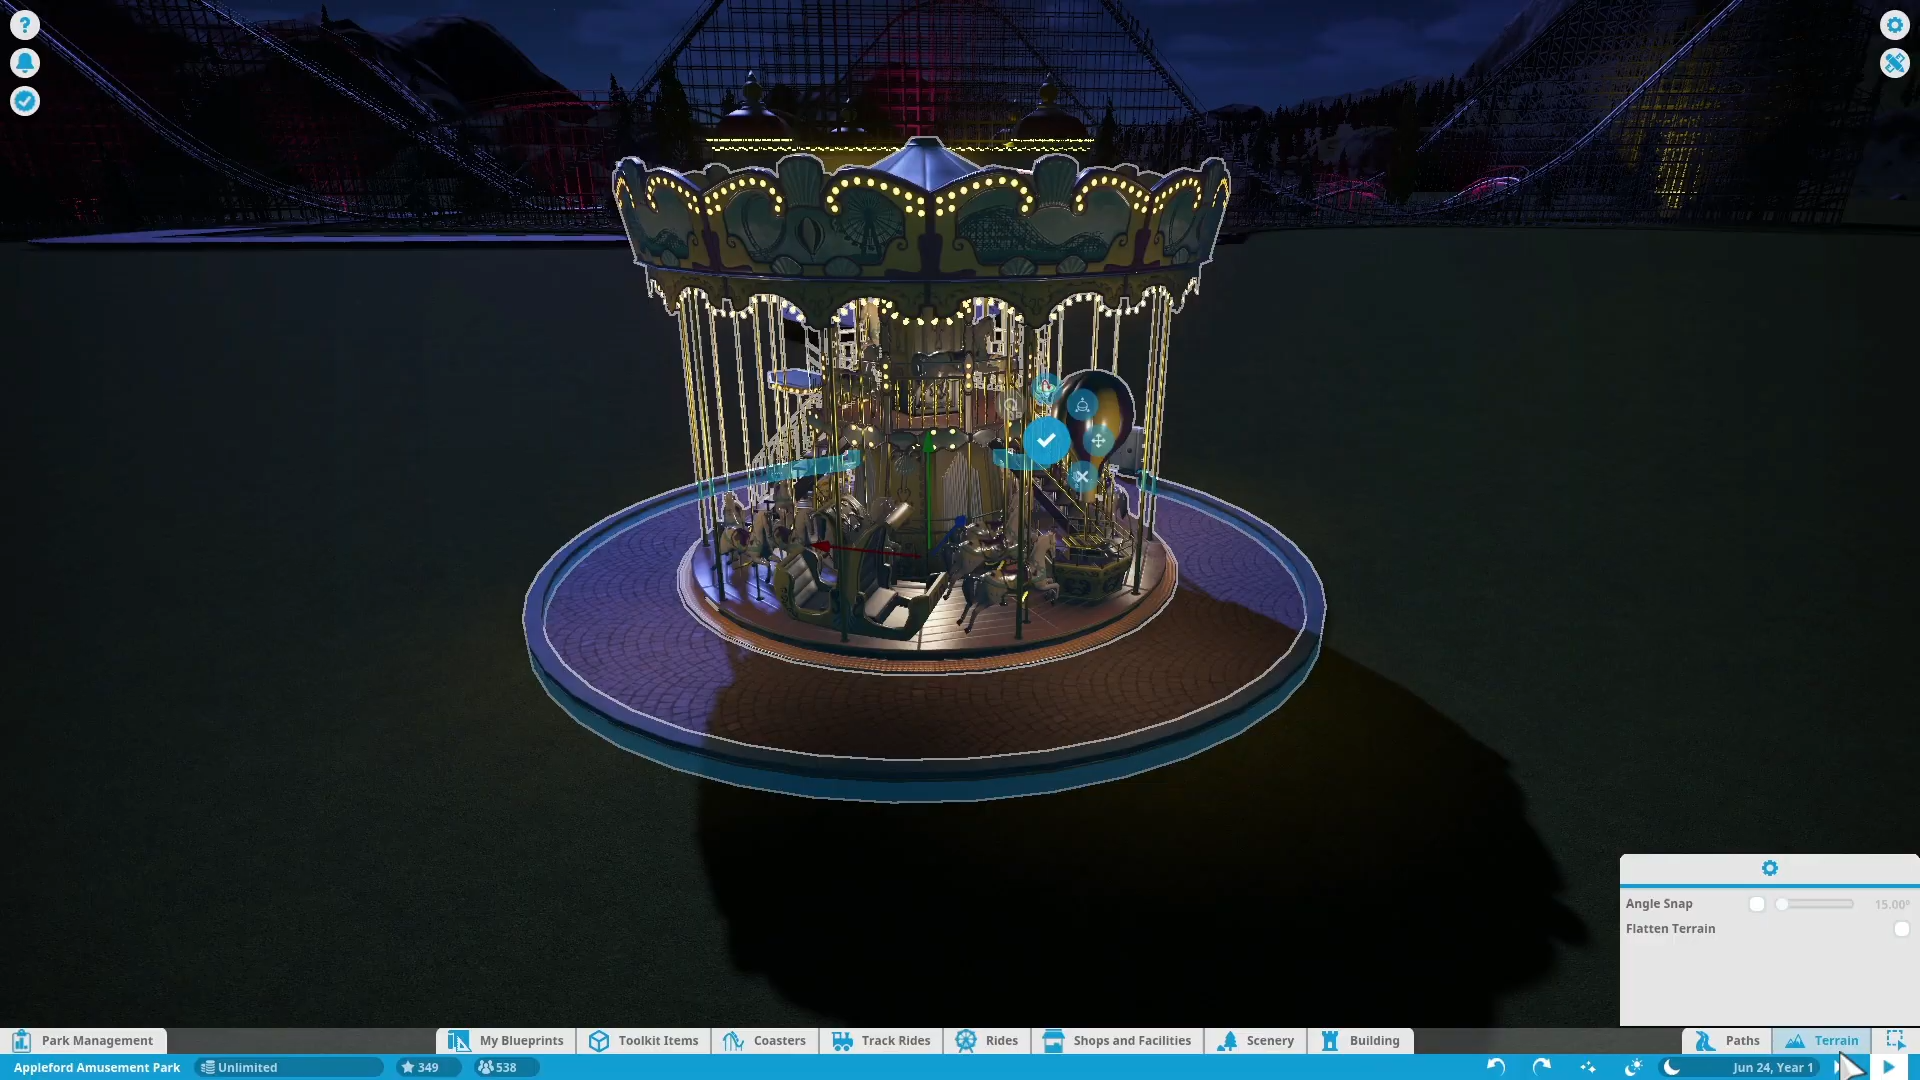 ?
Angle Snap 15.00°
Flatten Terrain
Park Management
My Blueprints
Toolkit Items
Coasters
Track Rides
Rides
Shops and Facilities
Scenery
Building
Paths
Terrain
Appleford Amusement Park
Unlimited
349
538
Jun 24, Year 1